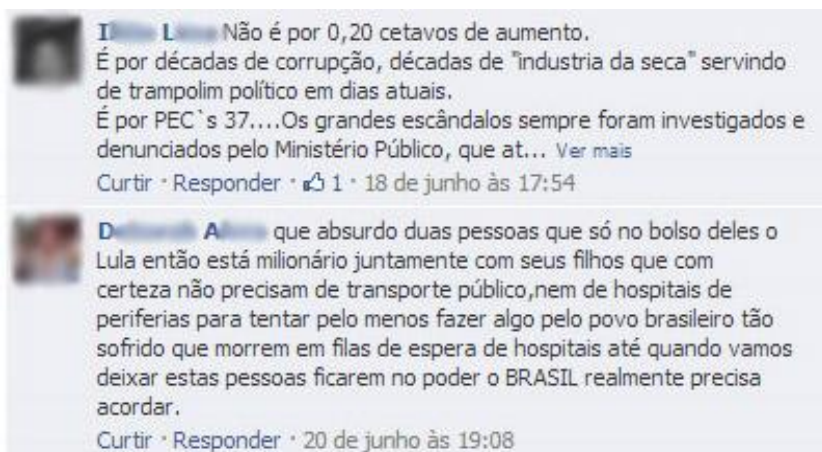 Não é por 0,20 cetavos de aumento.
É por décadas de corrupção, décadas de "industria da seca" servindo
de trampolim político em dias atuais.
É por PEC`s 37....Os grandes escândalos sempre foram investigados e
denunciados pelo Ministério Público, que at... Ver mais
Curtir · Responder · 1 · 18 de junho às 17:54
que absurdo duas pessoas que só no bolso deles o
Lula então está milionário juntamente com seus filhos que com
certeza não precisam de transporte público,nem de hospitais de
periferias para tentar pelo menos fazer algo pelo povo brasileiro tão
sofrido que morrem em filas de espera de hospitais até quando vamos
deixar estas pessoas ficarem no poder o BRASIL realmente precisa
acordar.
Curtir · Responder · 20 de junho às 19:08